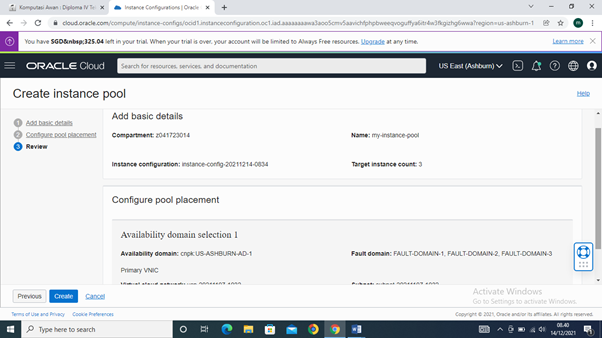 Komputasi Awan : Diploma IV Te
Instance Configurations | Oracle
cloud.oracle.com/compute/instance-configs/
?region=us-ashburn-1
You have SGD&nbsp;325.04 left in your trial. When your trial is over, your account will be limited to Always Free resources. Upgrade at any time.
Learn more
ORACLE Cloud
Search for resources, services, and documentation
US East (Ashburn)
Create instance pool
Help
1 Add basic details
2 Configure pool placement
3 Review
Add basic details
Compartment: z041723014
Name: my-instance-pool
Instance configuration: instance-config-20211214-0834
Target instance count: 3
Configure pool placement
Availability domain selection 1
Availability domain: cnpk:US-ASHBURN-AD-1
Fault domain: FAULT-DOMAIN-1, FAULT-DOMAIN-2, FAULT-DOMAIN-3
Primary VNIC
Previous
Create
Cancel
Activate Windows
Go to Settings to activate Windows.
Terms of Use and Privacy
Cookie Preferences
Copyright © 2021, Oracle and/or its affiliates. All rights reserved.
Type here to search
08.40
14/12/2021